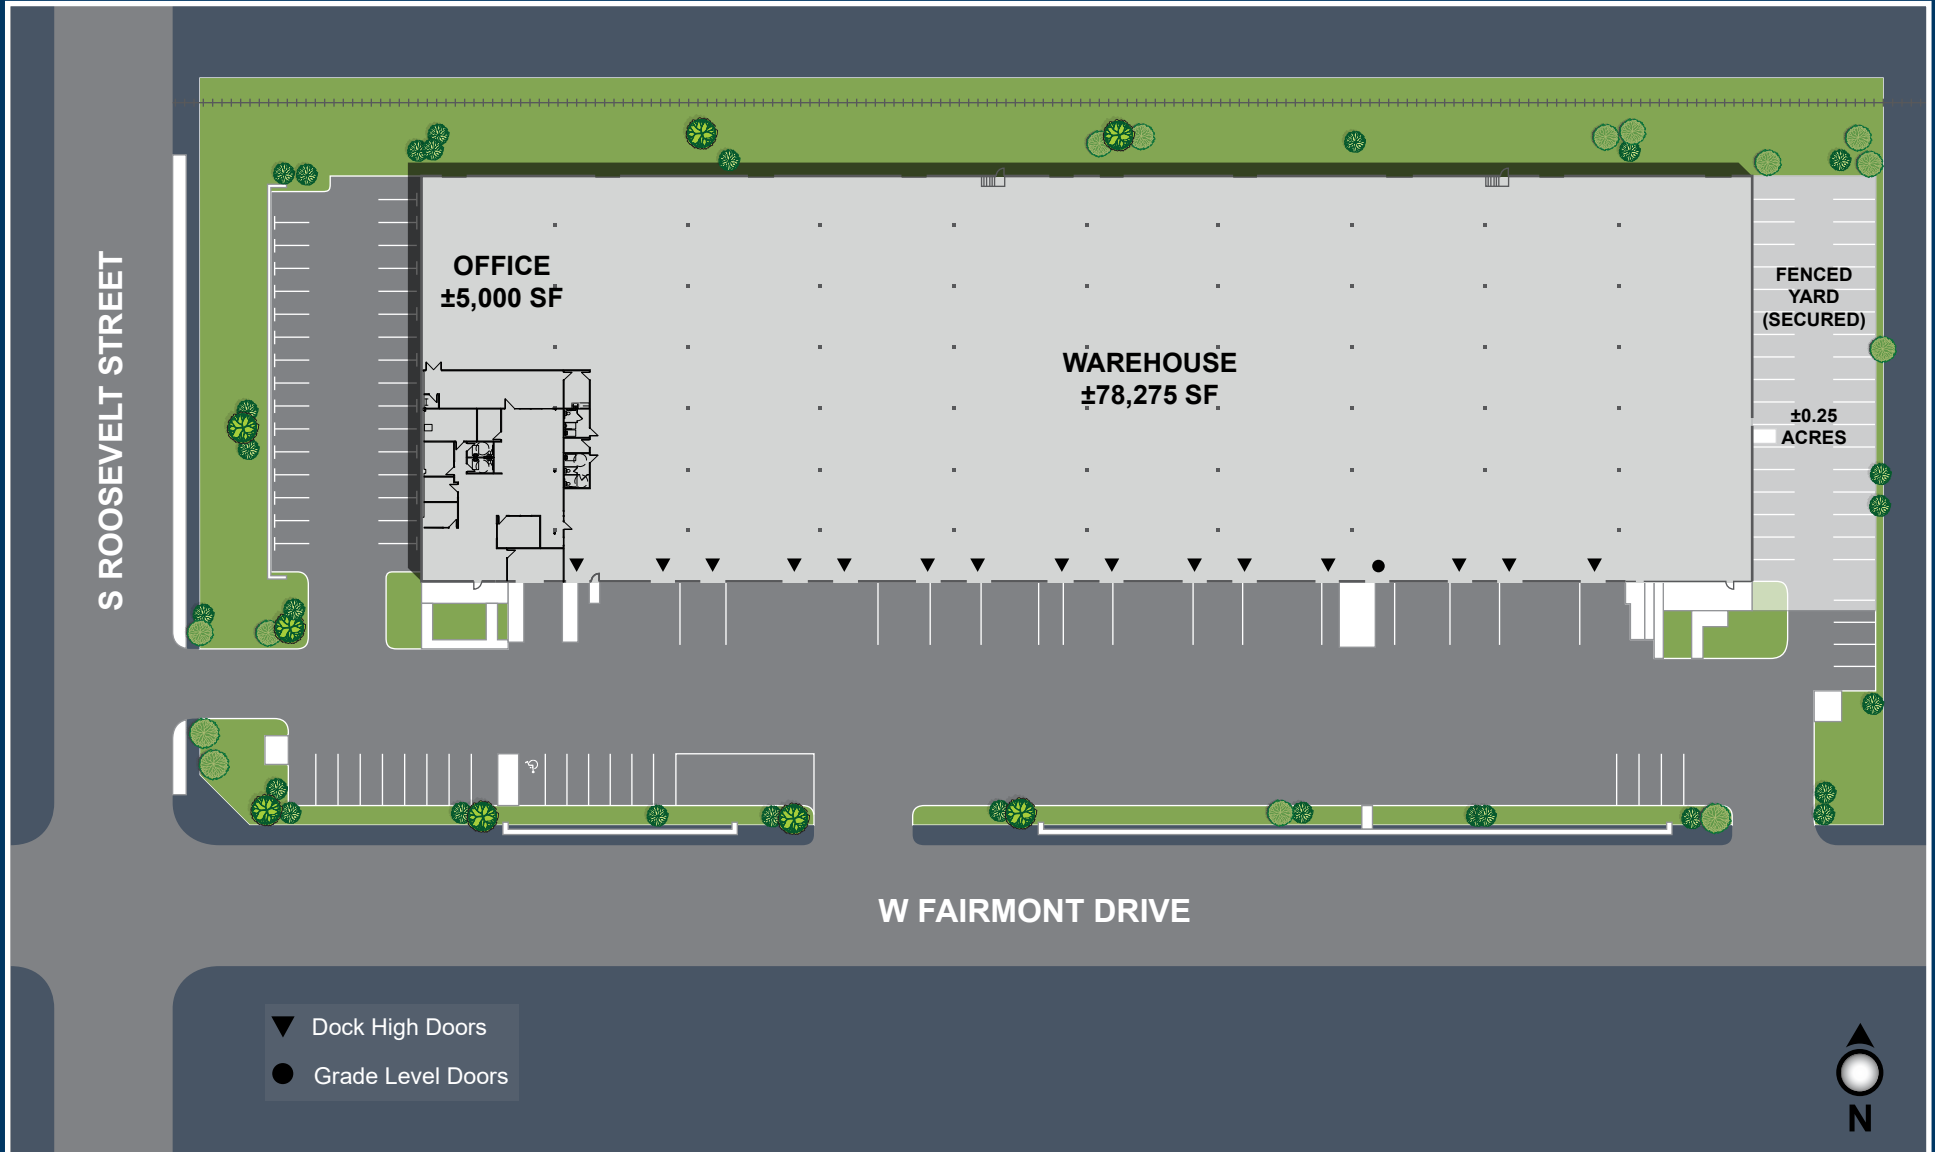 S ROOSEVELT STREET
OFFICE
±5,000 SF
WAREHOUSE
±78,275 SF
FENCED
YARD
(SECURED)
±0.25
ACRES
W FAIRMONT DRIVE
Dock High Doors
Grade Level Doors
N